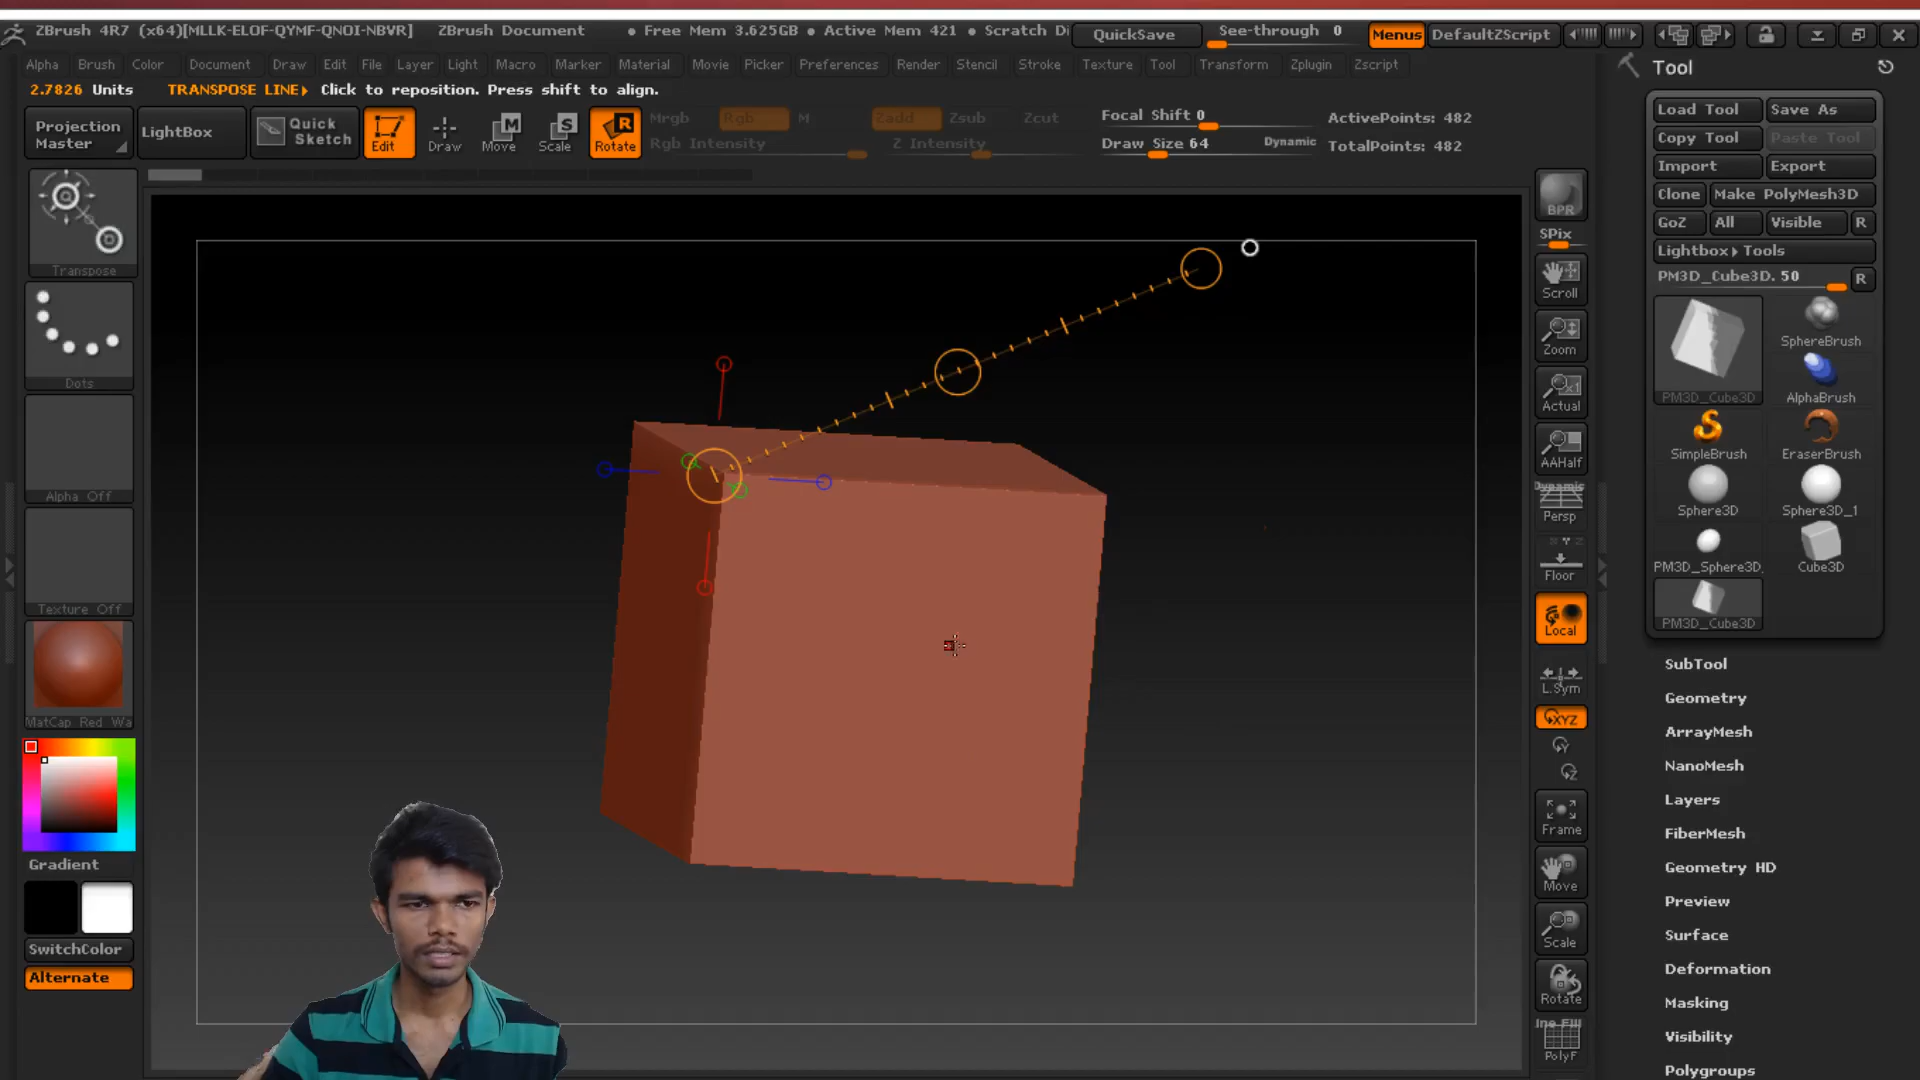 ZBrush 4R7 (x64)[MLLK-ELOF-QYMF-QNOI-NBVR] ZBrush Document • Free Mem 3.625GB • Active Mem 421 • Scratch Di QuickSave See-through 0 Menus DefaultZScript
Alpha Brush Color Document Draw Edit File Layer Light Macro Marker Material Movie Picker Preferences Render Stencil Stroke Texture Tool Transform Zplugin Zscript
2.7826 Units TRANSPOSE LINE▸ Click to reposition. Press shift to align.
Projection Master
LightBox
Quick Sketch
Edit
Draw
Move
Scale
Rotate
Mrgb Rgb M
Rgb Intensity
Zadd Zsub Zcut
Z Intensity
Focal Shift 0
Draw Size 64 Dynamic
ActivePoints: 482
TotalPoints: 482
Transpose
Dots
Alpha Off
Texture Off
MatCap Red Wa
Gradient
SwitchColor
Alternate
BPR
SPix
Scroll
Zoom
Actual
AAHalf
Dynamic
Persp
Floor
Local
L.Sym
XYZ
Frame
Move
Scale
Rotate
ine Fill
PolyF
Tool
Load Tool Save As
Copy Tool Paste Tool
Import Export
Clone Make PolyMesh3D
GoZ All Visible R
Lightbox▸Tools
PM3D_Cube3D. 50 R
PM3D_Cube3D
SphereBrush
AlphaBrush
SimpleBrush
EraserBrush
Sphere3D
Sphere3D_1
PM3D_Sphere3D_
Cube3D
PM3D_Cube3D
SubTool
Geometry
ArrayMesh
NanoMesh
Layers
FiberMesh
Geometry HD
Preview
Surface
Deformation
Masking
Visibility
Polygroups